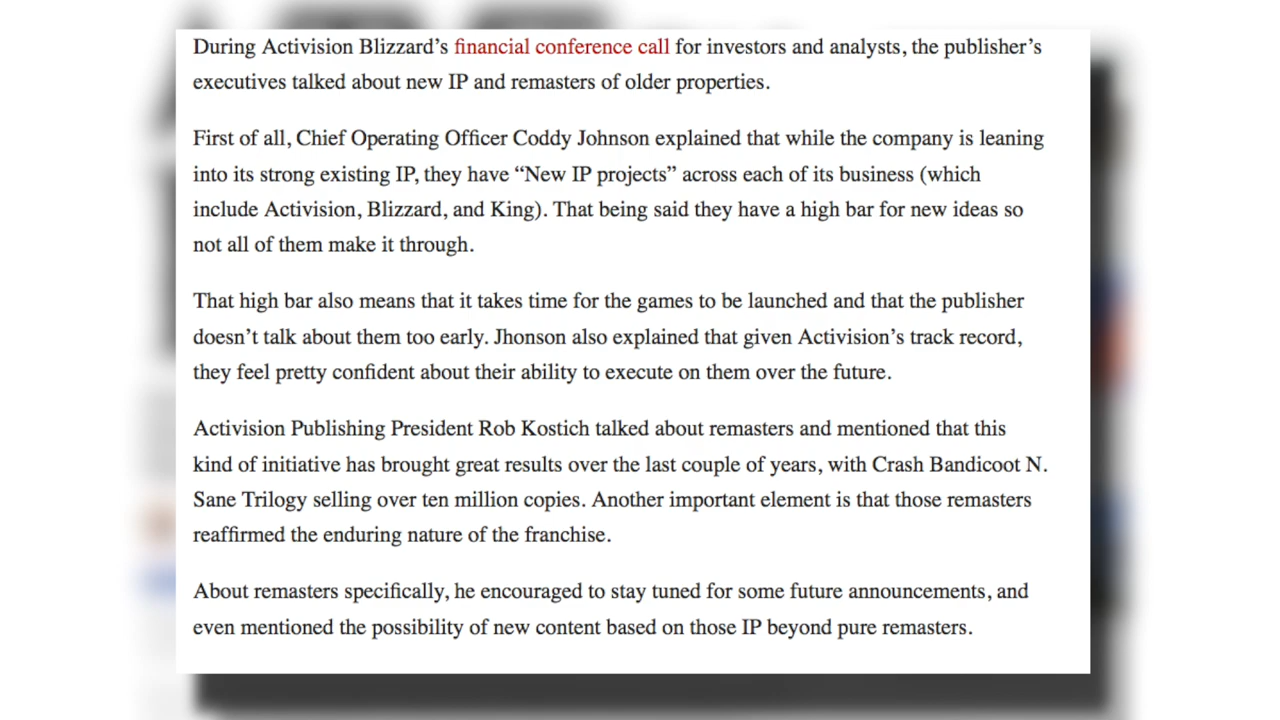 During Activision Blizzard’s financial conference call for investors and analysts, the publisher’s
executives talked about new IP and remasters of older properties.
First of all, Chief Operating Officer Coddy Johnson explained that while the company is leaning
into its strong existing IP, they have “New IP projects” across each of its business (which
include Activision, Blizzard, and King). That being said they have a high bar for new ideas so
not all of them make it through.
That high bar also means that it takes time for the games to be launched and that the publisher
doesn’t talk about them too early. Jhonson also explained that given Activision’s track record,
they feel pretty confident about their ability to execute on them over the future.
Activision Publishing President Rob Kostich talked about remasters and mentioned that this
kind of initiative has brought great results over the last couple of years, with Crash Bandicoot N.
Sane Trilogy selling over ten million copies. Another important element is that those remasters
reaffirmed the enduring nature of the franchise.
About remasters specifically, he encouraged to stay tuned for some future announcements, and
even mentioned the possibility of new content based on those IP beyond pure remasters.